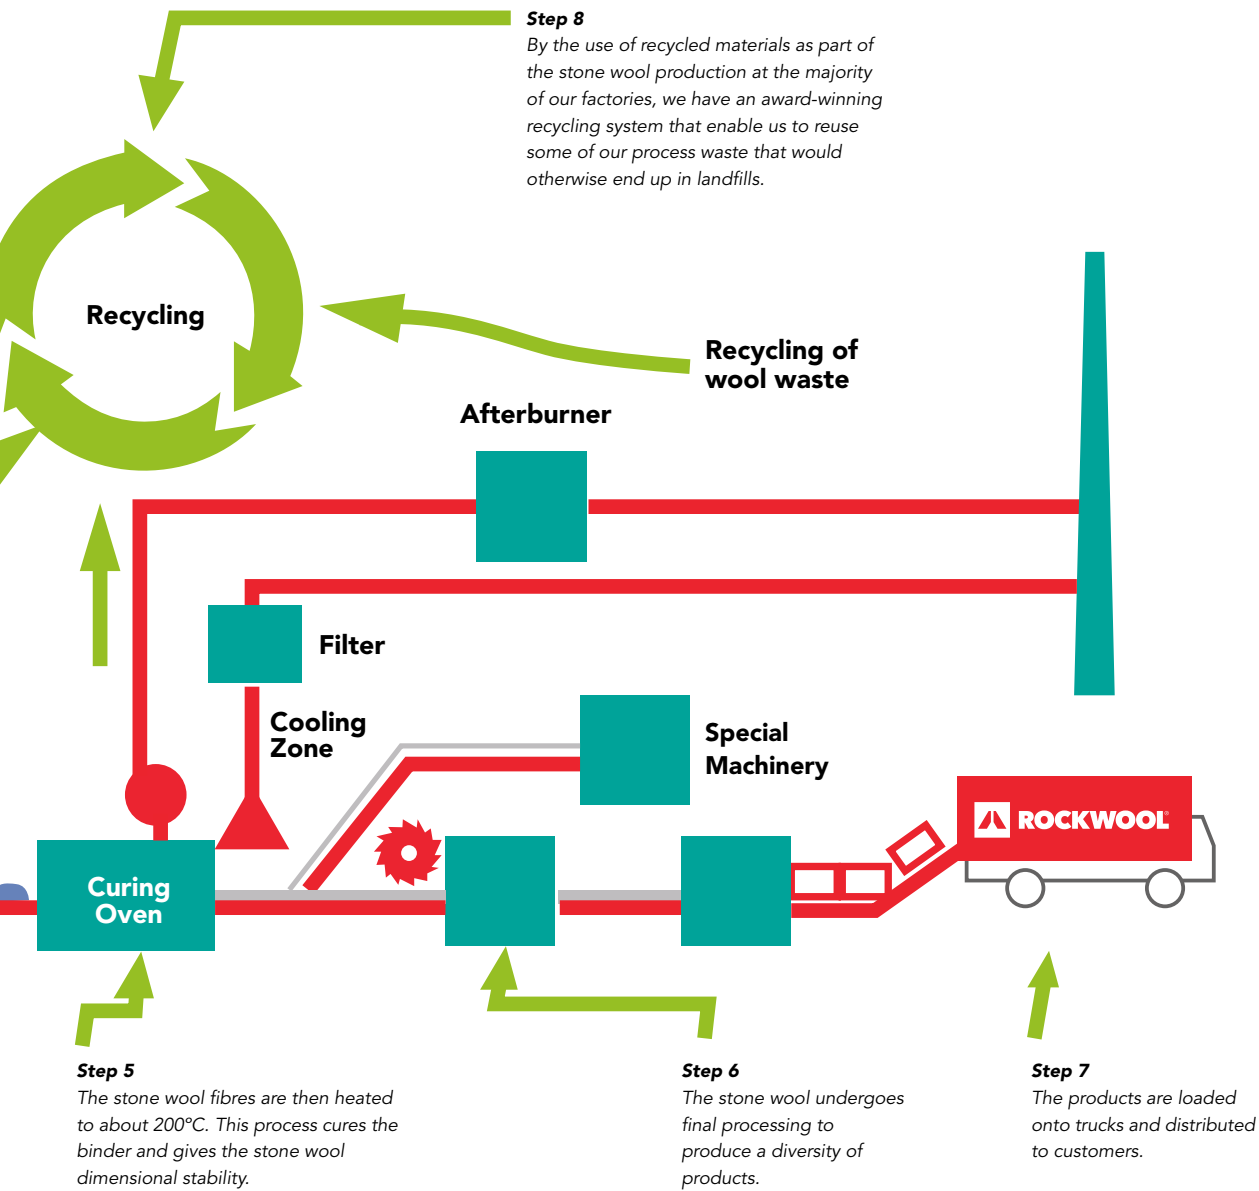 Step 8
By the use of recycled materials as part of
the stone wool production at the majority
of our factories, we have an award-winning
recycling system that enable us to reuse
some of our process waste that would
otherwise end up in landfills.
Recycling
Recycling of
wool waste
Afterburner
Filter
Cooling
Zone
Special
Machinery
ROCKWOOL®
Curing
Oven
Step 5
The stone wool fibres are then heated
to about 200ºC. This process cures the
binder and gives the stone wool
dimensional stability.
Step 6
The stone wool undergoes
final processing to
produce a diversity of
products.
Step 7
The products are loaded
onto trucks and distributed
to customers.